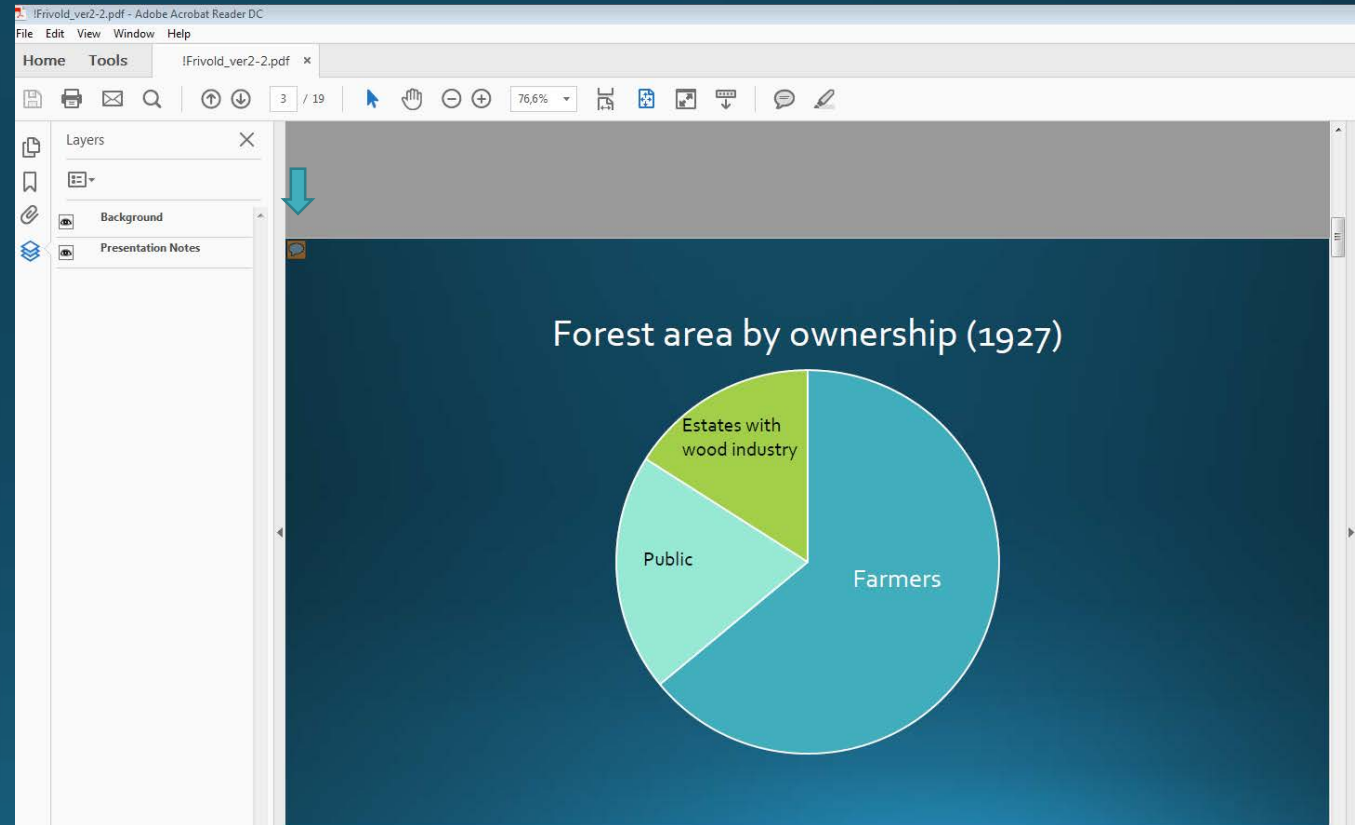 !Frivold_ver2-2.pdf - Adobe Acrobat Reader DC
File Edit View Window Help
Home Tools !Frivold_ver2-2.pdf ×
3 / 19 76,6%
Layers
Background
Presentation Notes
Forest area by ownership (1927)
Estates with
wood industry
Public
Farmers